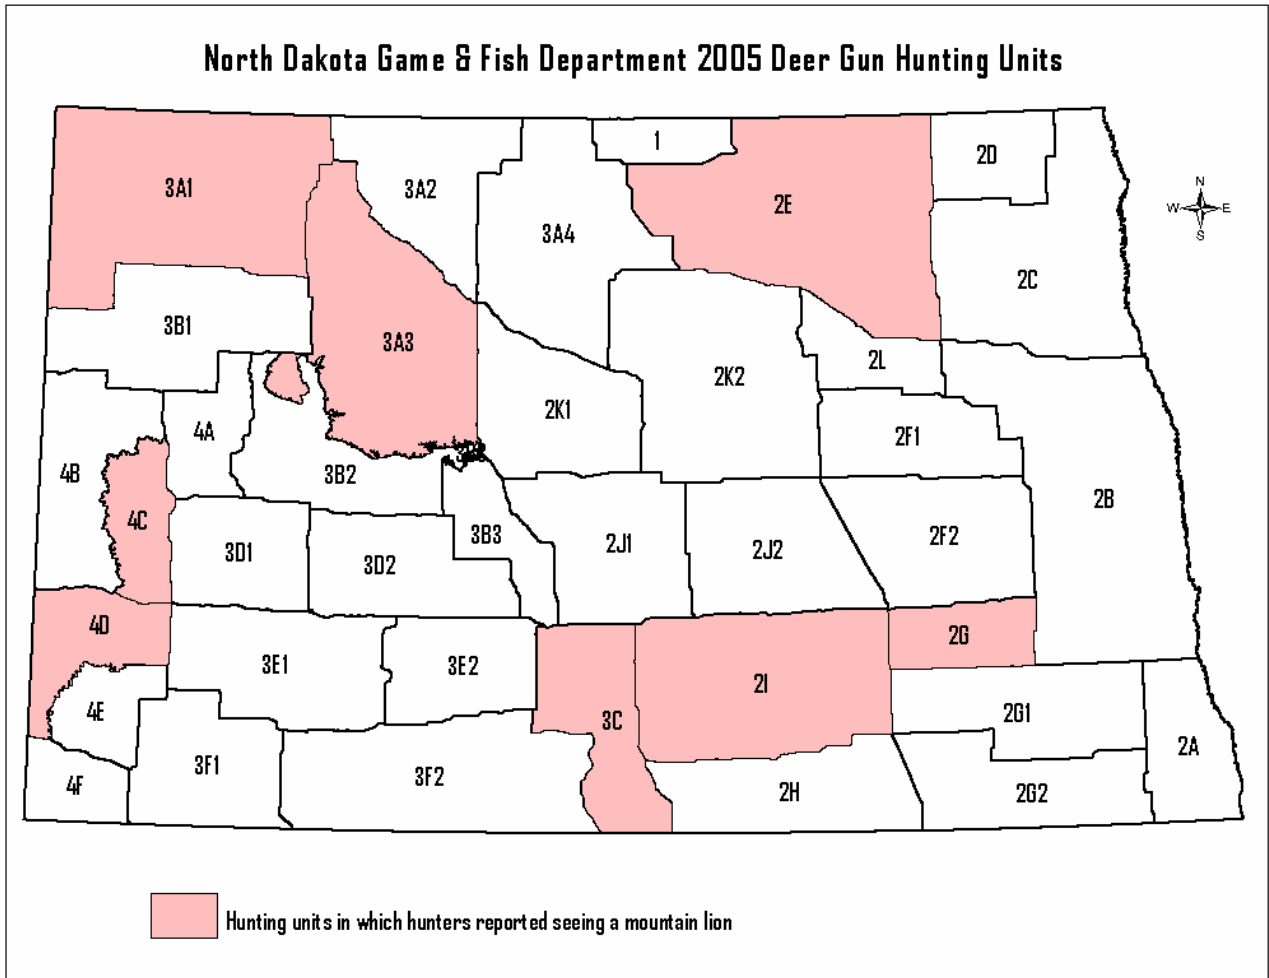 North Dakota Game & Fish Department 2005 Deer Gun Hunting Units
1
2D
3A1
3A2
2E
3A4
N
W E
S
2C
3B1
3A3
2L
2K2
2K1
4A
2F1
4B
3B2
2B
4C
3B3
2F2
2J1
2J2
3D1
3D2
4D
2G
3E1
3E2
2I
4E
3C
2G1
2A
3F1
3F2
4F
2H
2G2
Hunting units in which hunters reported seeing a mountain lion